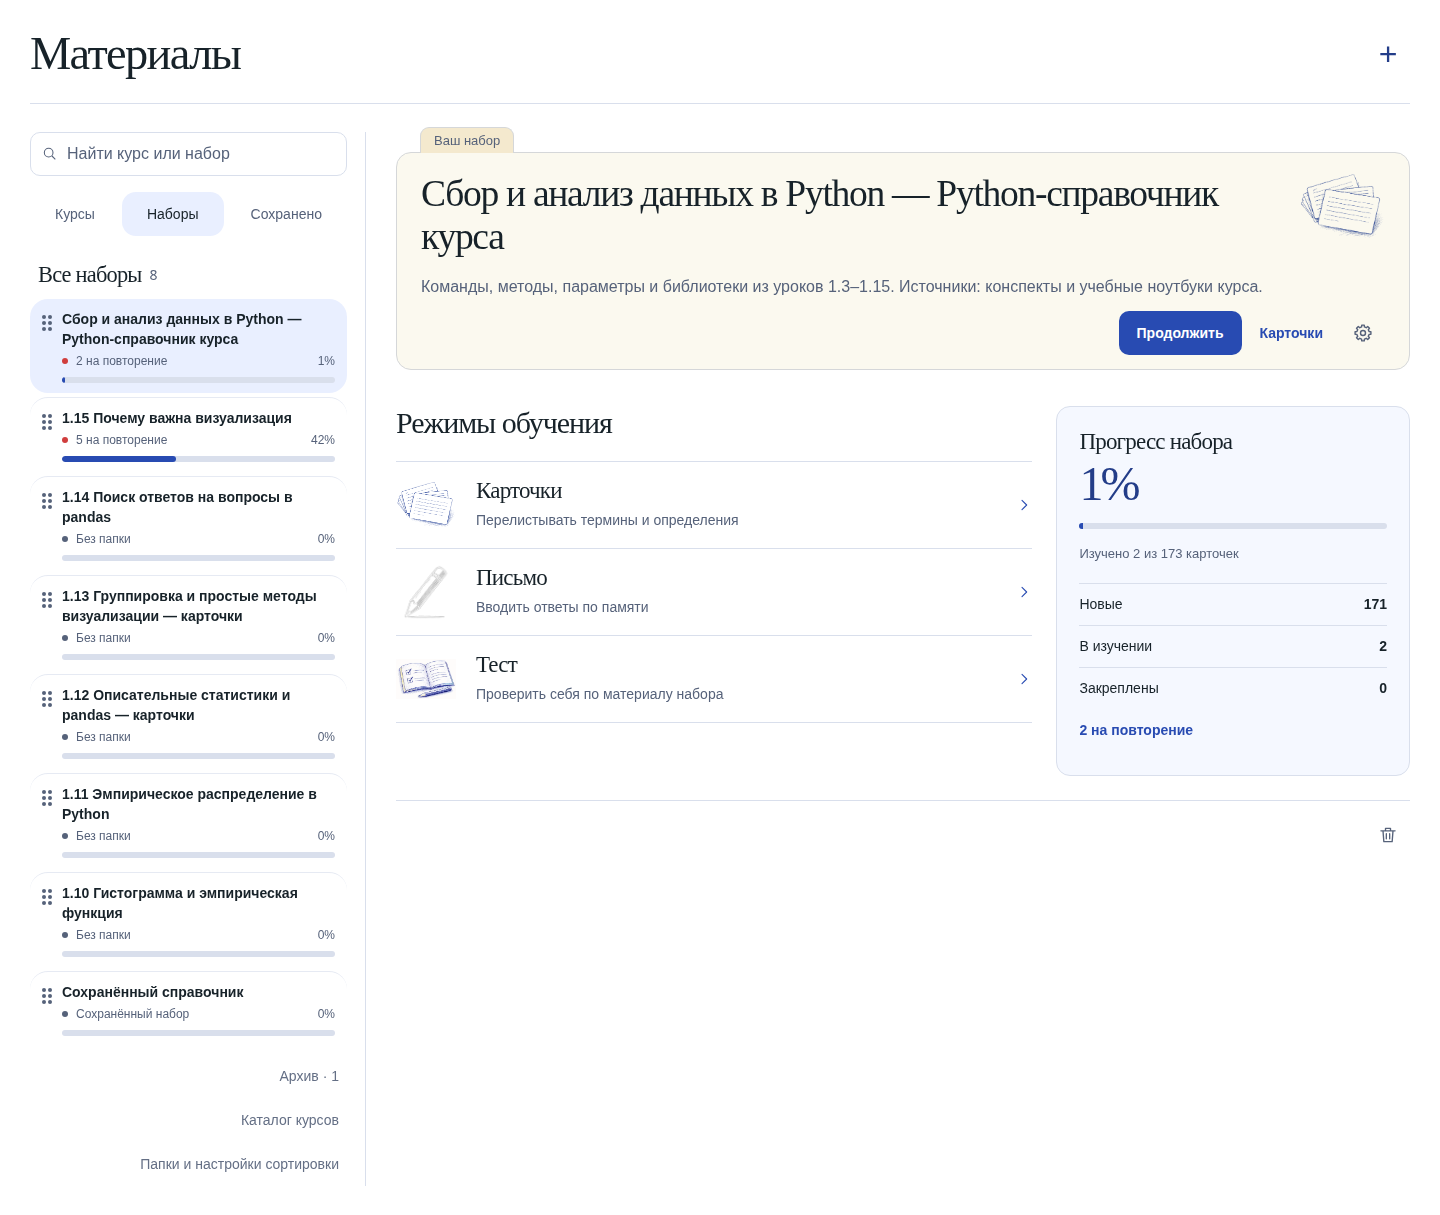 Материалы
+
Найти курс или набор
Курсы
Наборы
Сохранено
Все наборы 8
Сбор и анализ данных в Python —
Python-справочник курса
2 на повторение 1%
1.15 Почему важна визуализация
5 на повторение 42%
1.14 Поиск ответов на вопросы в
pandas
Без папки 0%
1.13 Группировка и простые методы
визуализации — карточки
Без папки 0%
1.12 Описательные статистики и
pandas — карточки
Без папки 0%
1.11 Эмпирическое распределение в
Python
Без папки 0%
1.10 Гистограмма и эмпирическая
функция
Без папки 0%
Сохранённый справочник
Сохранённый набор 0%
Архив · 1
Каталог курсов
Папки и настройки сортировки
Ваш набор
Сбор и анализ данных в Python — Python-справочник
курса
Команды, методы, параметры и библиотеки из уроков 1.3–1.15. Источники: конспекты и учебные ноутбуки курса.
Продолжить
Карточки
Режимы обучения
Карточки
Перелистывать термины и определения
Письмо
Вводить ответы по памяти
Тест
Проверить себя по материалу набора
Прогресс набора
1%
Изучено 2 из 173 карточек
Новые 171
В изучении 2
Закреплены 0
2 на повторение